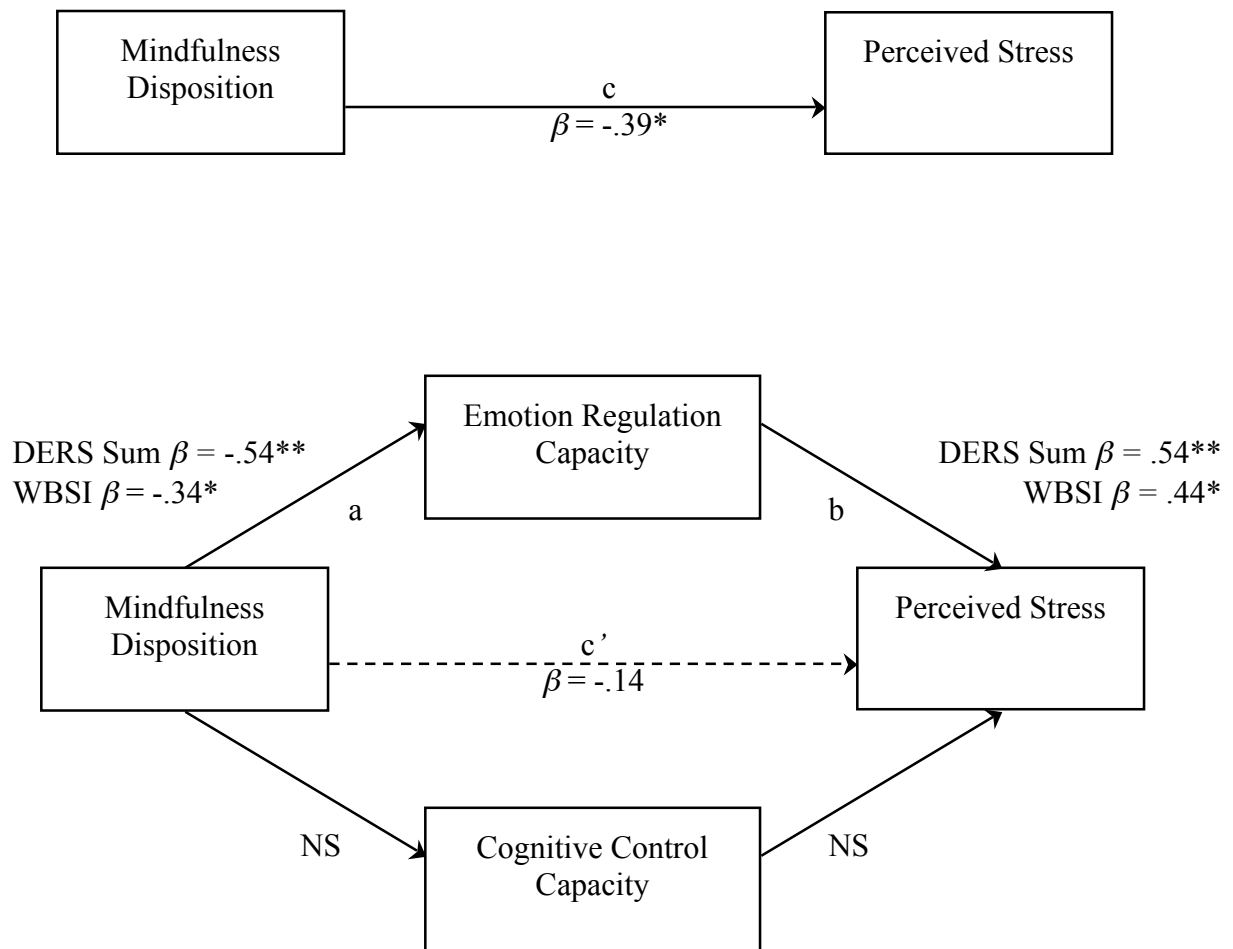 Mindfulness
Disposition
Perceived Stress
c
β = -.39*
Emotion Regulation
Capacity
DERS Sum β = -.54**
WBSI β = -.34*
DERS Sum β = .54**
WBSI β = .44*
a
b
Mindfulness
Disposition
Perceived Stress
c’
β = -.14
NS
Cognitive Control
Capacity
NS